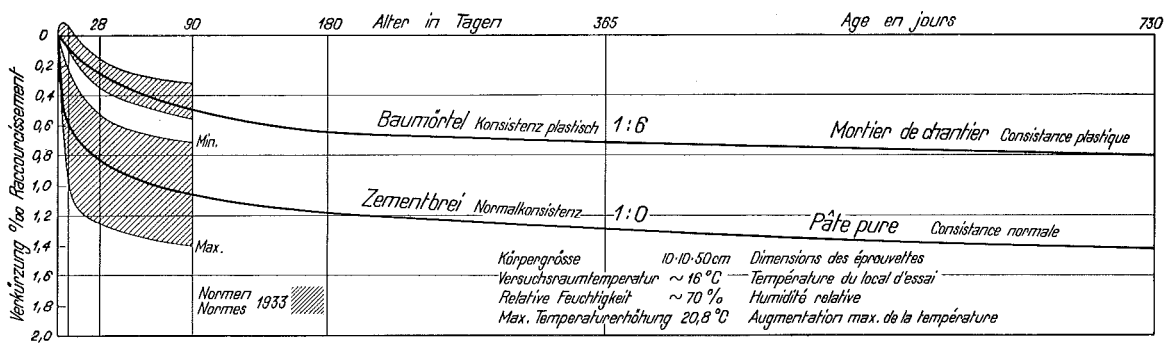 Alter in Tagen Age en jours
28 90 180 365 730
0
0,2
0,4
0,6
0,8
1,0
1,2
1,4
1,6
1,8
2,0
Verkürzung ‰ Raccourcissement
Baumörtel Konsistenz plastisch 1:6 Mortier de chantier Consistance plastique
Min.
Zementbrei Normalkonsistenz 1:0 Pâte pure Consistance normale
Max.
Normen
Normes 1933
Körpergrösse 10·10·50cm Dimensions des éprouvettes
Versuchsraumtemperatur ~16°C Température du local d'essai
Relative Feuchtigkeit ~70% Humidité relative
Max. Temperaturerhöhung 20,8°C Augmentation max. de la température